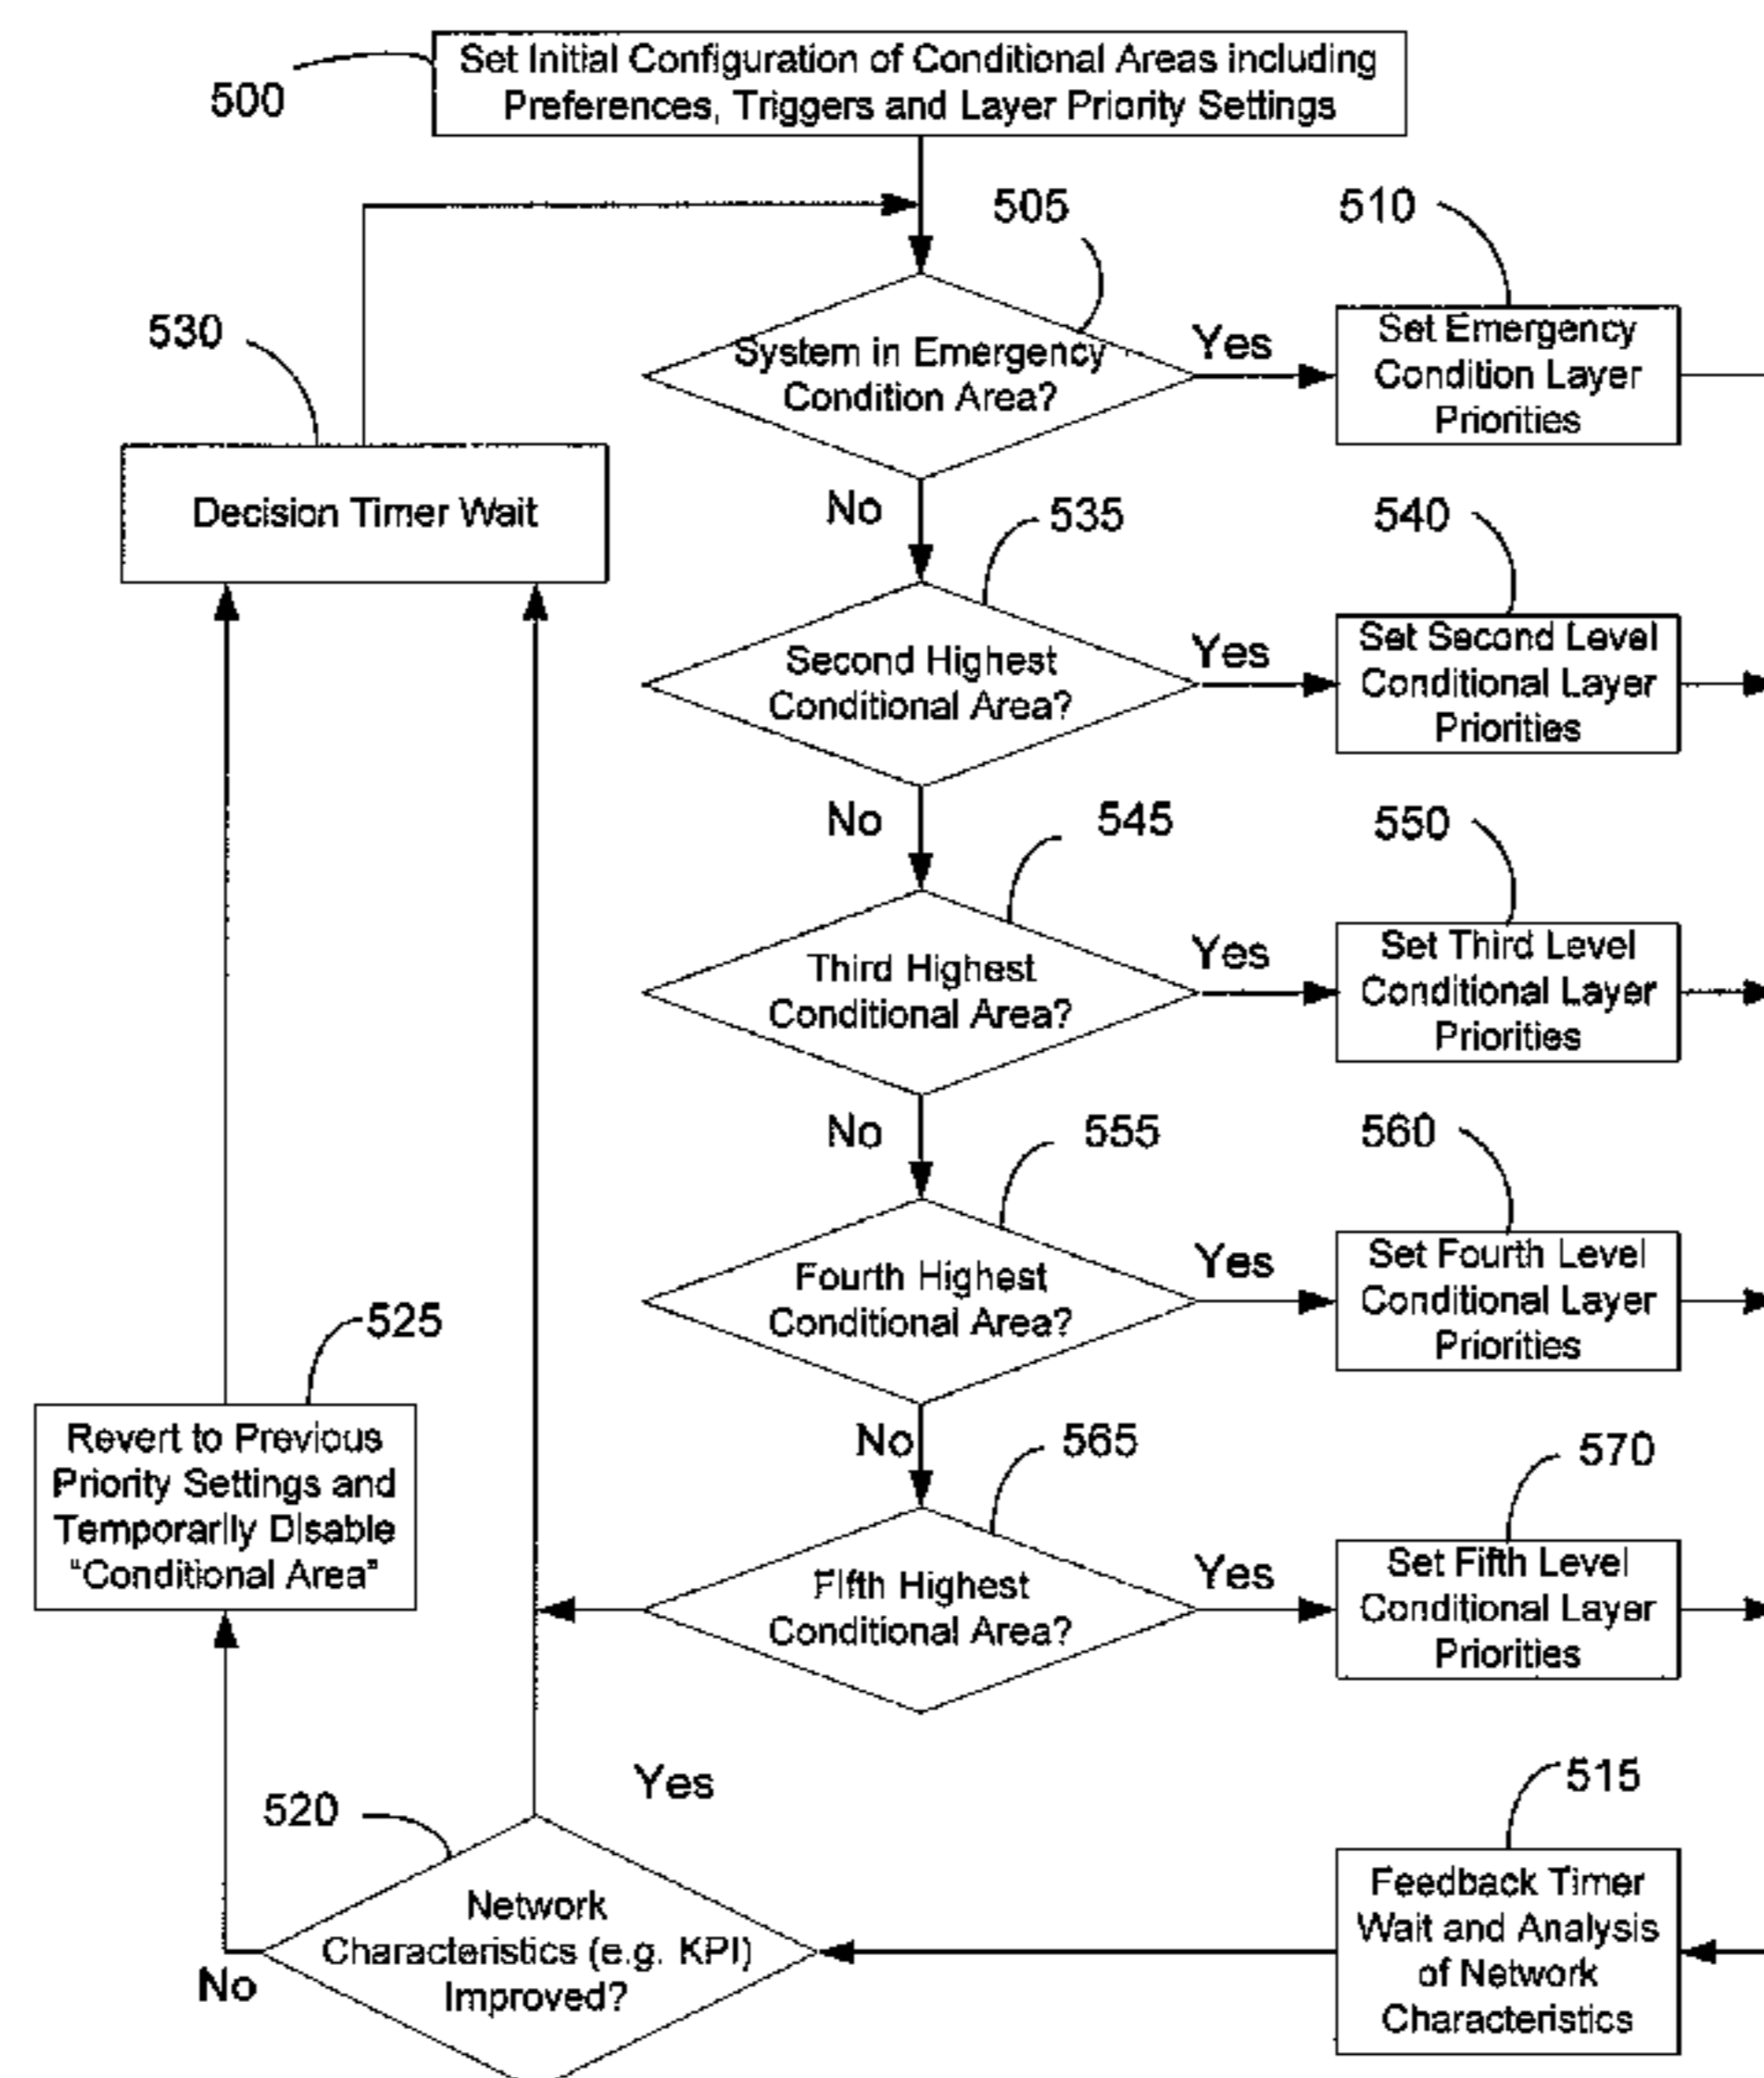 Set Initial Configuration of Conditional Areas including
Preferences, Triggers and Layer Priority Settings
500
505
510
System in Emergency
Condition Area?
Yes
Set Emergency
Condition Layer
Priorities
530
Decision Timer Wait
No
535
540
Second Highest
Conditional Area?
Yes
Set Second Level
Conditional Layer
Priorities
No
545
550
Third Highest
Conditional Area?
Yes
Set Third Level
Conditional Layer
Priorities
No
555
560
Fourth Highest
Conditional Area?
Yes
Set Fourth Level
Conditional Layer
Priorities
525
Revert to Previous
Priority Settings and
Temporarily Disable
"Conditional Area"
No
565
570
Fifth Highest
Conditional Area?
Yes
Set Fifth Level
Conditional Layer
Priorities
Yes
520
515
Network
Characteristics (e.g. KPI)
Improved?
No
Feedback Timer
Wait and Analysis
of Network
Characteristics